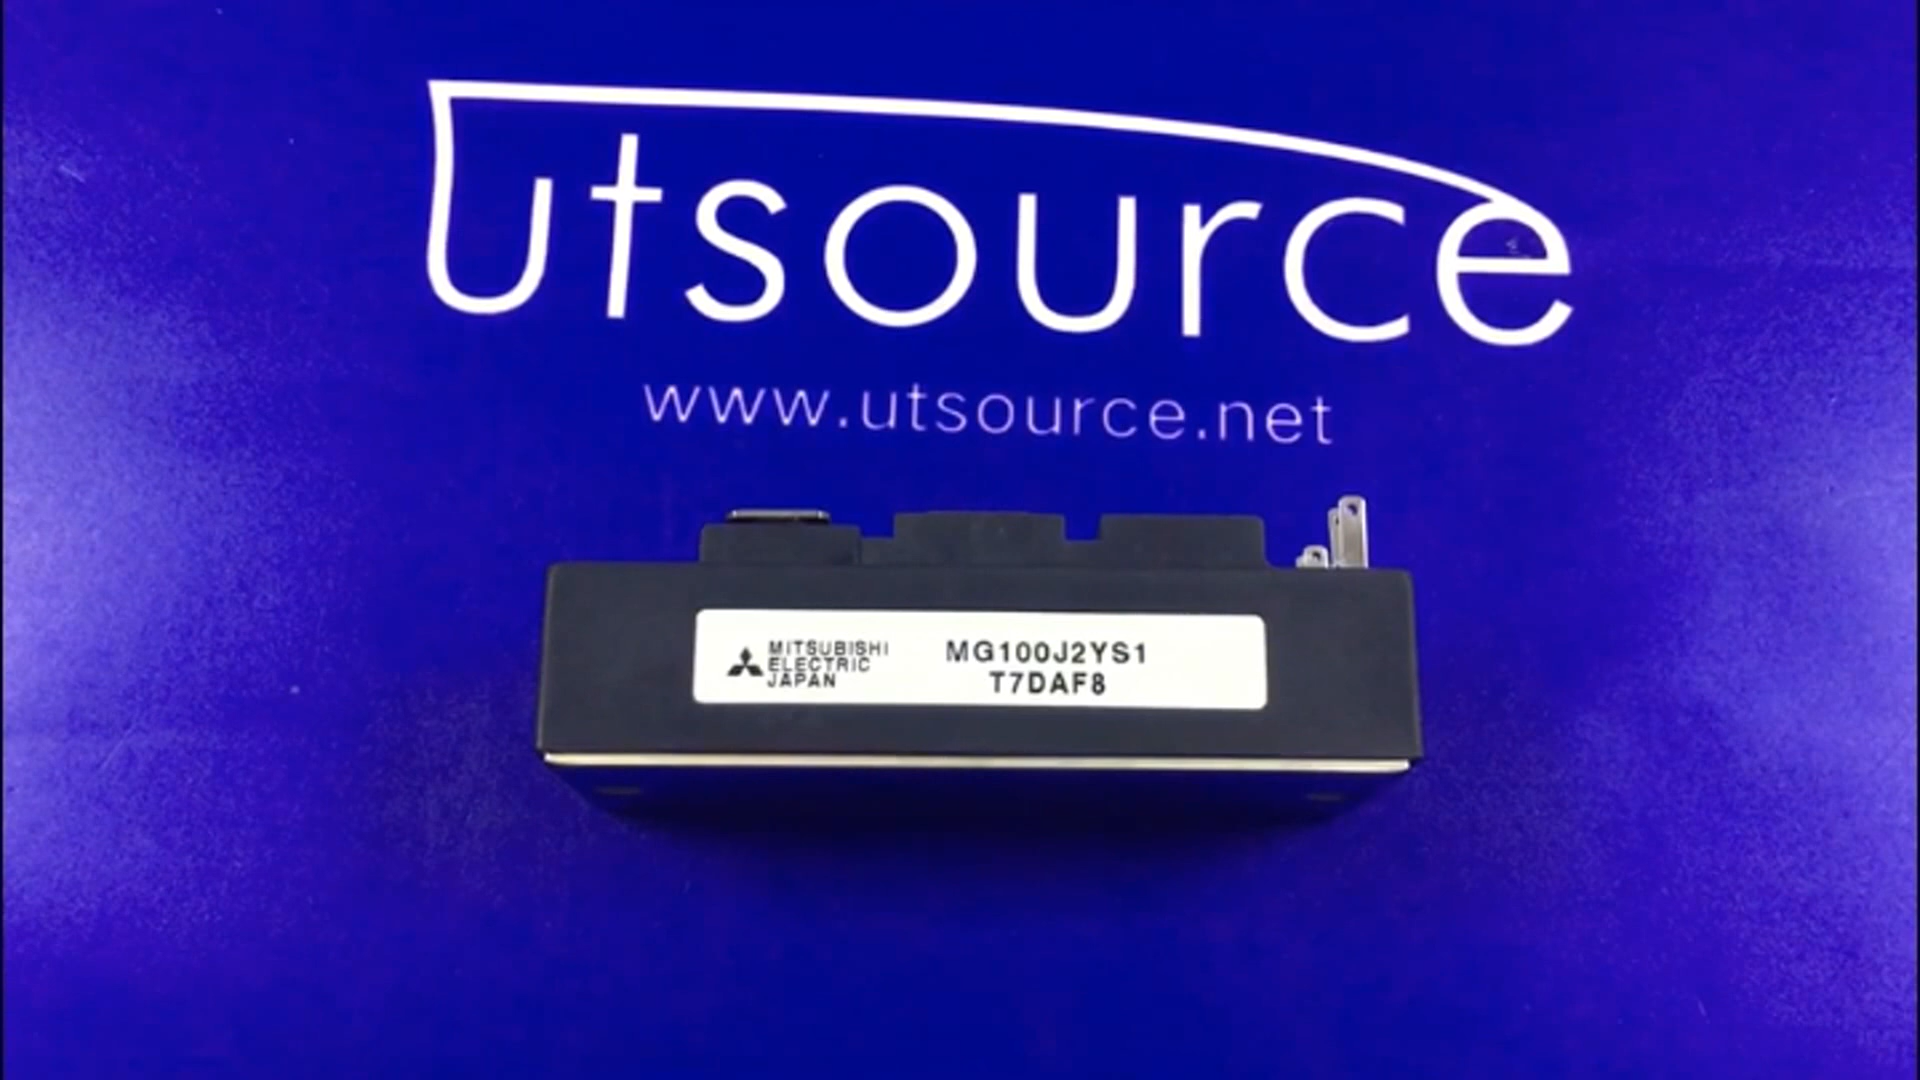 utsource
www.utsource.net
MITSUBISHI
ELECTRIC
JAPAN
MG100J2YS1
T7DAF8